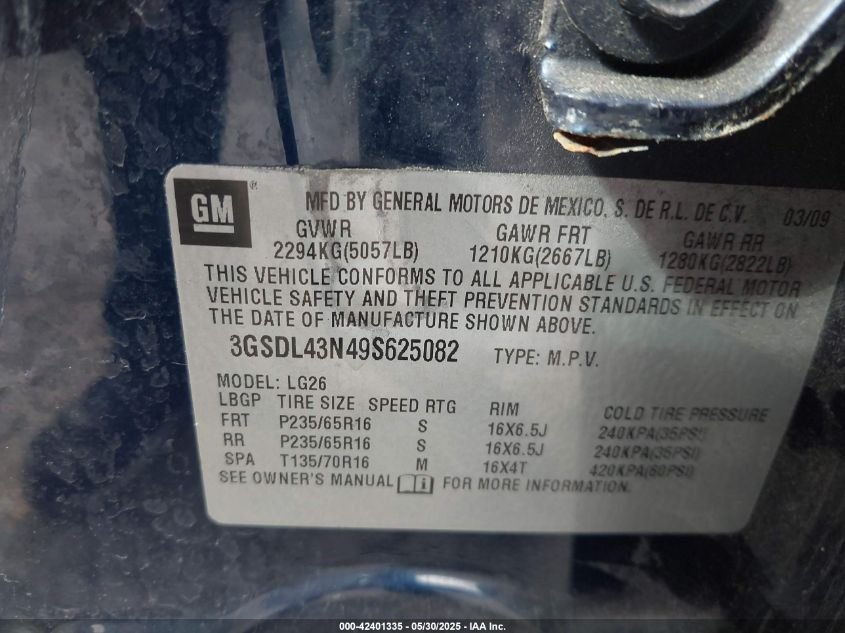 GM ®
MFD BY GENERAL MOTORS DE MEXICO, S. DE R.L. DE C.V. 03/09
GVWR GAWR FRT GAWR RR
2294KG(5057LB) 1210KG(2667LB) 1280KG(2822LB)
THIS VEHICLE CONFORMS TO ALL APPLICABLE U.S. FEDERAL MOTOR
VEHICLE SAFETY AND THEFT PREVENTION STANDARDS IN EFFECT ON
THE DATE OF MANUFACTURE SHOWN ABOVE.
3GSDL43N49S625082 TYPE: M.P.V.
MODEL: LG26
LBGP TIRE SIZE SPEED RTG RIM COLD TIRE PRESSURE
FRT P235/65R16 S 16X6.5J 240KPA(35PSI)
RR P235/65R16 S 16X6.5J 240KPA(35PSI)
SPA T135/70R16 M 16X4T 420KPA(60PSI)
SEE OWNER'S MANUAL FOR MORE INFORMATION.
000-42401335 - 05/30/2025 - IAA Inc.